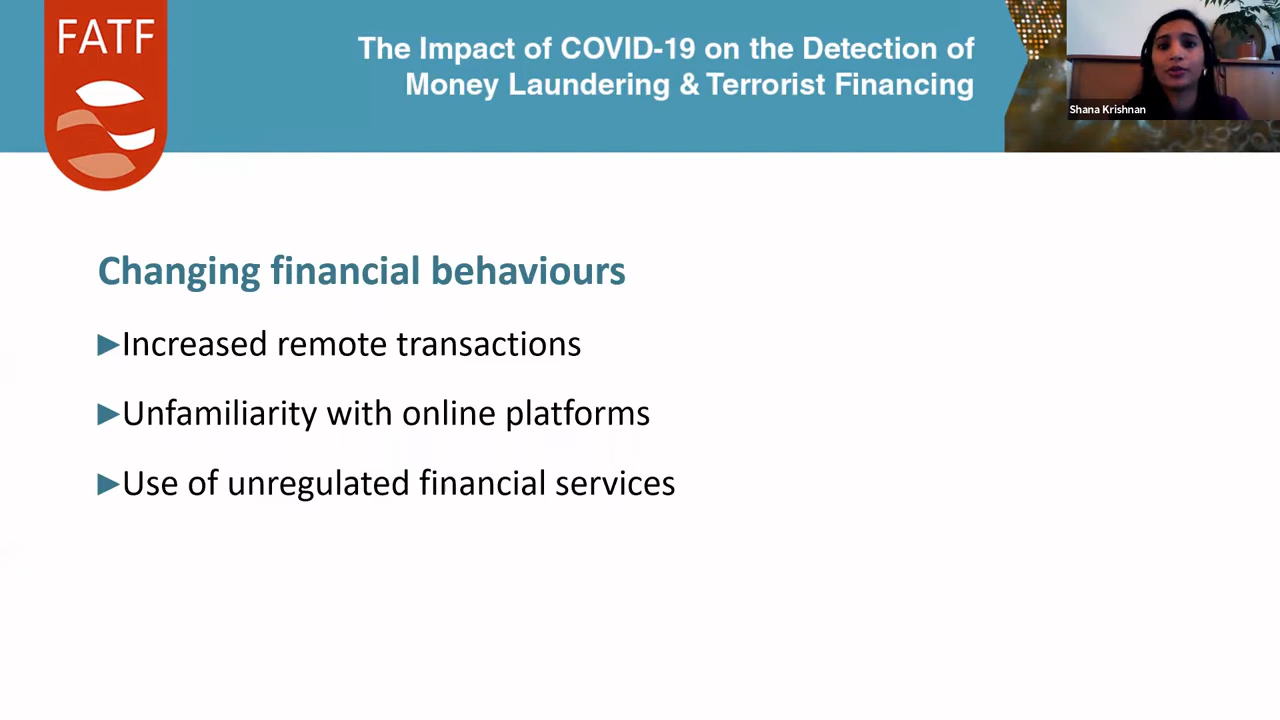 FATF
The Impact of COVID-19 on the Detection of
Money Laundering & Terrorist Financing
Shana Krishnan
Changing financial behaviours
►Increased remote transactions
►Unfamiliarity with online platforms
►Use of unregulated financial services